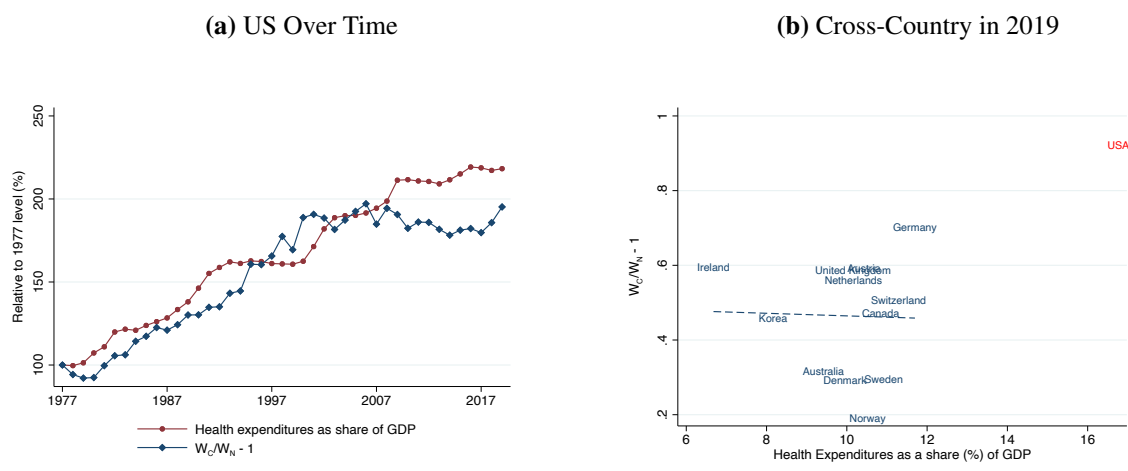 (a) US Over Time
(b) Cross-Country in 2019
Relative to 1977 level (%)
250
200
150
100
1977
1987
1997
2007
2017
Health expenditures as share of GDP
W_C/W_N - 1
W_C/W_N - 1
1
.8
.6
.4
.2
USA
Germany
Ireland
Austria
United Kingdom
Netherlands
Switzerland
Canada
Korea
Australia
Denmark
Sweden
Norway
6
8
10
12
14
16
Health Expenditures as a share (%) of GDP